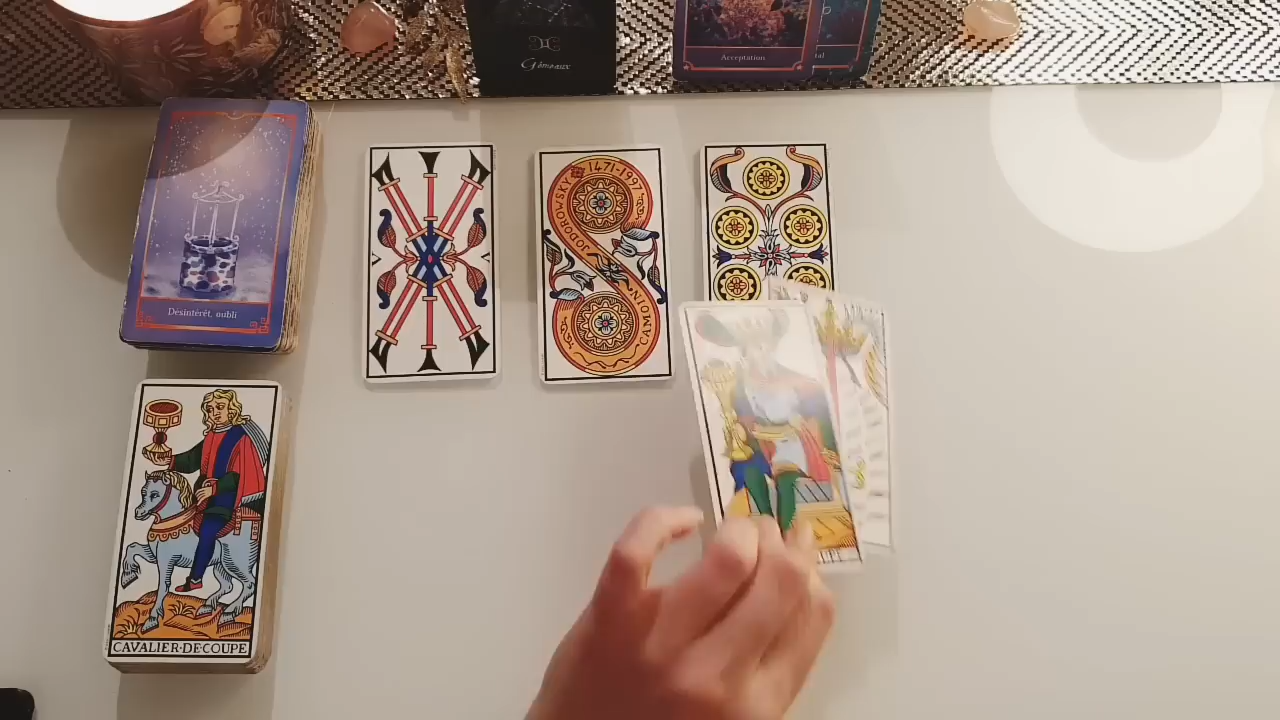 Gémeaux
Acceptation
Désintérêt, oubli
1471-1997
JODOROWSKY
CAMOIN
CAVALIER·DE·COUPE